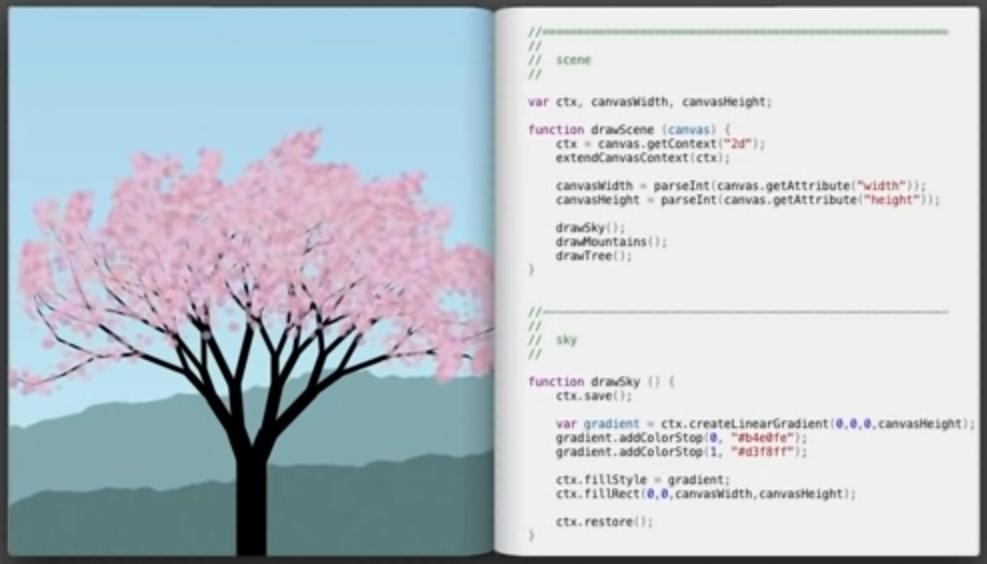 //==========================================================
//
//  scene
//
var ctx, canvasWidth, canvasHeight;
function drawScene (canvas) {
    ctx = canvas.getContext("2d");
    extendCanvasContext(ctx);
    canvasWidth = parseInt(canvas.getAttribute("width"));
    canvasHeight = parseInt(canvas.getAttribute("height"));
    drawSky();
    drawMountains();
    drawTree();
}
//----------------------------------------------------------
//
//  sky
//
function drawSky () {
    ctx.save();
    var gradient = ctx.createLinearGradient(0,0,0,canvasHeight);
    gradient.addColorStop(0, "#b4e0fe");
    gradient.addColorStop(1, "#d3f8ff");
    ctx.fillStyle = gradient;
    ctx.fillRect(0,0,canvasWidth,canvasHeight);
    ctx.restore();
}